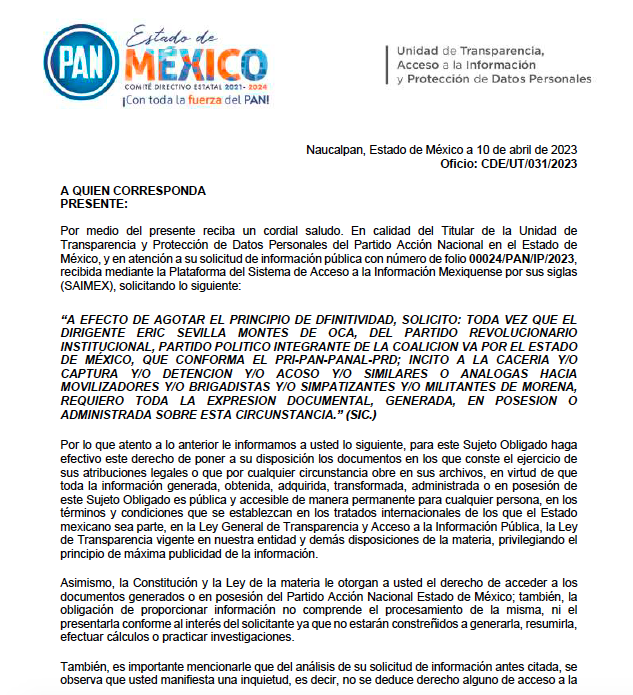 PAN
Estado de
MÉXICO
COMITÉ DIRECTIVO ESTATAL 2021- 2024
¡Con toda la fuerza del PAN!
Unidad de Transparencia,
Acceso a la Información
y Protección de Datos Personales
Naucalpan, Estado de México a 10 de abril de 2023
Oficio: CDE/UT/031/2023
A QUIEN CORRESPONDA
PRESENTE:
Por medio del presente reciba un cordial saludo. En calidad del Titular de la Unidad de
Transparencia y Protección de Datos Personales del Partido Acción Nacional en el Estado de
México, y en atención a su solicitud de información pública con número de folio 00024/PAN/IP/2023,
recibida mediante la Plataforma del Sistema de Acceso a la Información Mexiquense por sus siglas
(SAIMEX), solicitando lo siguiente:
“A EFECTO DE AGOTAR EL PRINCIPIO DE DFINITIVIDAD, SOLICITO: TODA VEZ QUE EL
DIRIGENTE ERIC SEVILLA MONTES DE OCA, DEL PARTIDO REVOLUCIONARIO
INSTITUCIONAL, PARTIDO POLITICO INTEGRANTE DE LA COALICION VA POR EL ESTADO
DE MÉXICO, QUE CONFORMA EL PRI-PAN-PANAL-PRD; INCITO A LA CACERIA Y/O
CAPTURA Y/O DETENCION Y/O ACOSO Y/O SIMILARES O ANALOGAS HACIA
MOVILIZADORES Y/O BRIGADISTAS Y/O SIMPATIZANTES Y/O MILITANTES DE MORENA,
REQUIERO TODA LA EXPRESION DOCUMENTAL, GENERADA, EN POSESION O
ADMINISTRADA SOBRE ESTA CIRCUNSTANCIA.” (SIC.)
Por lo que atento a lo anterior le informamos a usted lo siguiente, para este Sujeto Obligado haga
efectivo este derecho de poner a su disposición los documentos en los que conste el ejercicio de
sus atribuciones legales o que por cualquier circunstancia obre en sus archivos, en virtud de que
toda la información generada, obtenida, adquirida, transformada, administrada o en posesión de
este Sujeto Obligado es pública y accesible de manera permanente para cualquier persona, en los
términos y condiciones que se establezcan en los tratados internacionales de los que el Estado
mexicano sea parte, en la Ley General de Transparencia y Acceso a la Información Pública, la Ley
de Transparencia vigente en nuestra entidad y demás disposiciones de la materia, privilegiando el
principio de máxima publicidad de la información.
Asimismo, la Constitución y la Ley de la materia le otorgan a usted el derecho de acceder a los
documentos generados o en posesión del Partido Acción Nacional Estado de México; también, la
obligación de proporcionar información no comprende el procesamiento de la misma, ni el
presentarla conforme al interés del solicitante ya que no estarán constreñidos a generarla, resumirla,
efectuar cálculos o practicar investigaciones.
También, es importante mencionarle que del análisis de su solicitud de información antes citada, se
observa que usted manifiesta una inquietud, es decir, no se deduce derecho alguno de acceso a la